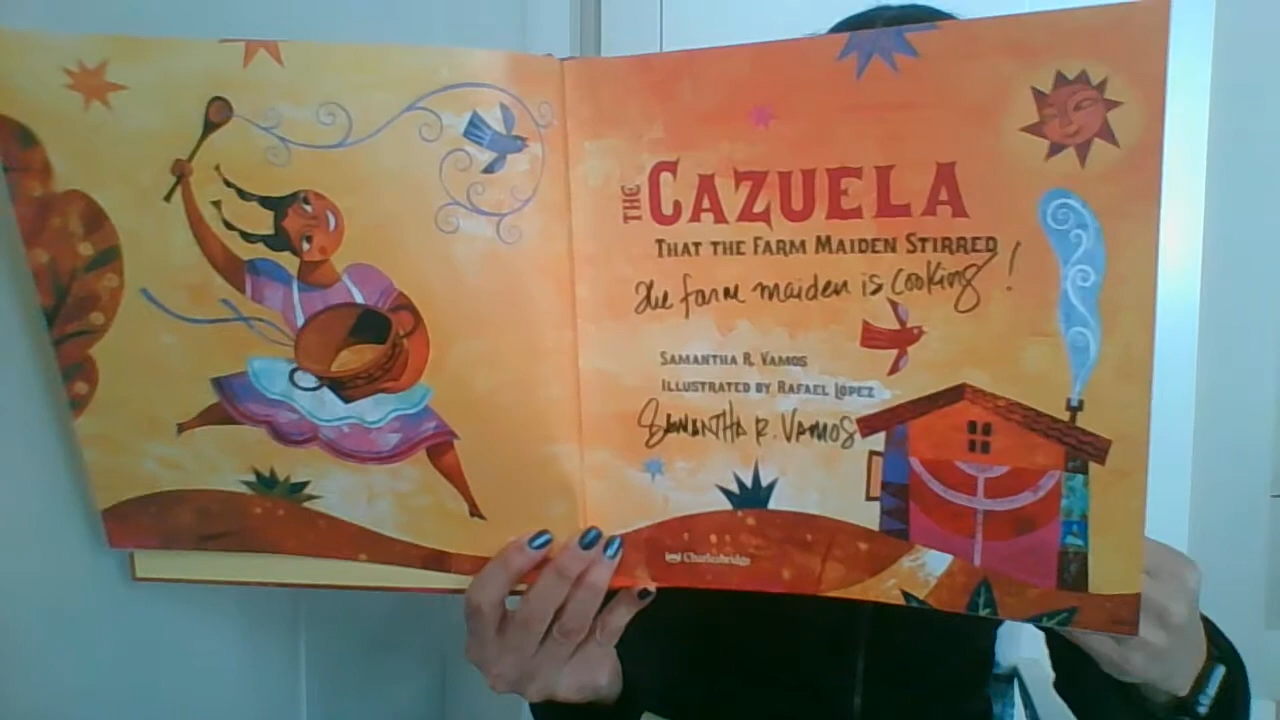 THE CAZUELA
THAT THE FARM MAIDEN STIRRED
The farm maiden is cooking!
SAMANTHA R. VAMOS
ILLUSTRATED BY RAFAEL LÓPEZ
SAMANTHA R. VAMOS
Charlesbridge